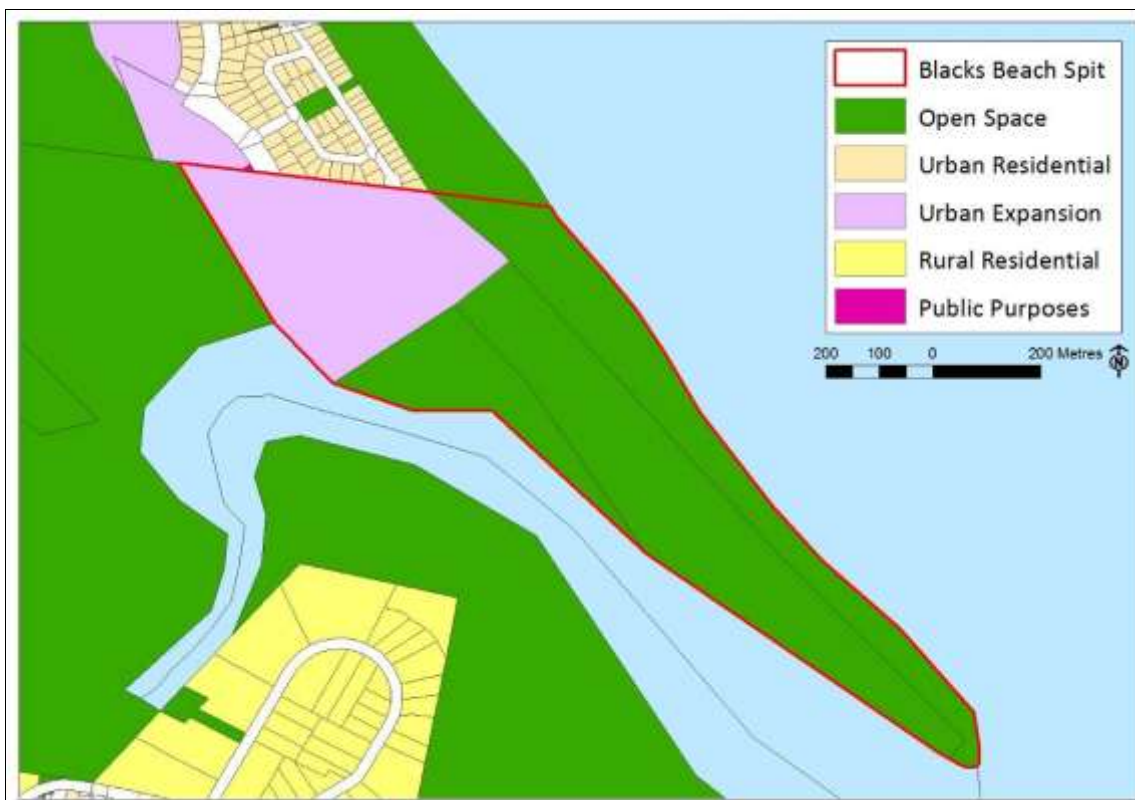 Blacks Beach Spit
Open Space
Urban Residential
Urban Expansion
Rural Residential
Public Purposes
200 100 0 200 Metres
N